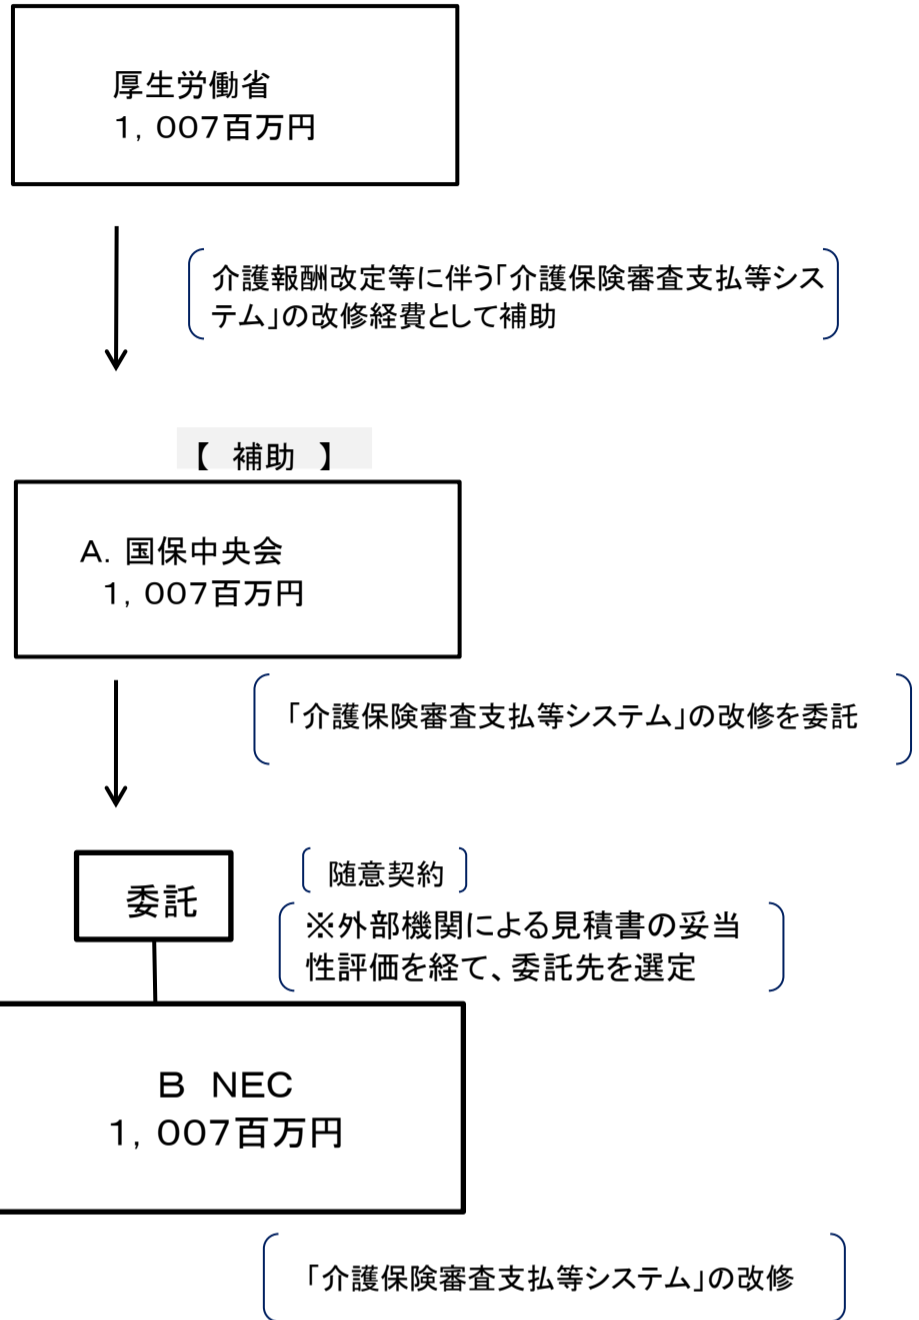 厚生労働省
１，００７百万円
介護報酬改定等に伴う「介護保険審査支払等シス
テム」の改修経費として補助
【　補助　】
Ａ．国保中央会
１，００７百万円
「介護保険審査支払等システム」の改修を委託
委託
随意契約
※外部機関による見積書の妥当
性評価を経て、委託先を選定
Ｂ　ＮＥＣ
１，００７百万円
「介護保険審査支払等システム」の改修